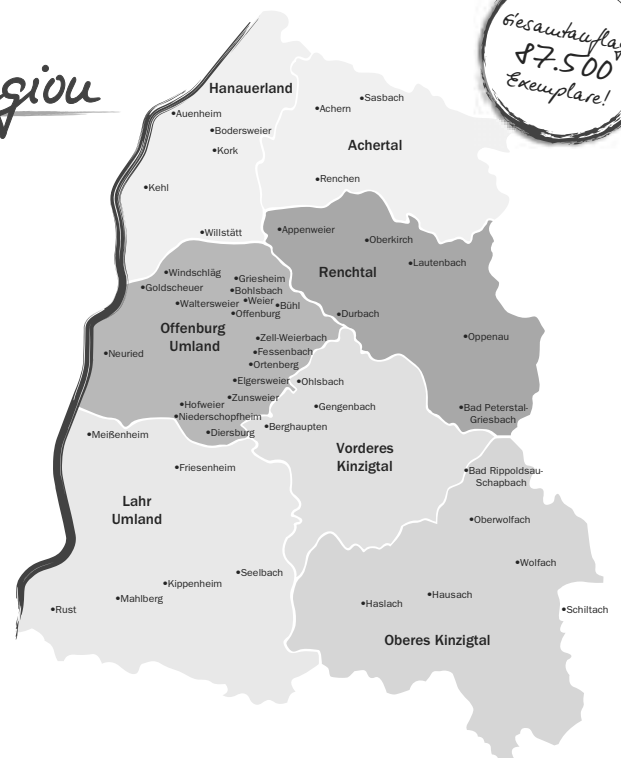 Gesamtauflag
87.500
Exemplare!
gion
Hanauerland
•Auenheim
•Bodersweier
•Kork
•Kehl
•Willstätt
•Sasbach
•Achern
Achertal
•Renchen
•Appenweier
•Oberkirch
•Lautenbach
Renchtal
•Durbach
•Oppenau
•Bad Peterstal-
Griesbach
•Windschläg
•Griesheim
•Goldscheuer
•Bohlsbach
•Waltersweier
•Weier
•Bühl
•Offenburg
Offenburg
Umland
•Zell-Weierbach
•Neuried
•Fessenbach
•Ortenberg
•Elgersweier
•Ohlsbach
•Zunsweier
•Hofweier
•Gengenbach
•Niederschopfheim
•Diersburg
•Berghaupten
Vorderes
Kinzigtal
•Meißenheim
•Friesenheim
Lahr
Umland
•Seelbach
•Kippenheim
•Mahlberg
•Rust
•Bad Rippoldsau-
Schapbach
•Oberwolfach
•Wolfach
•Hausach
•Haslach
•Schiltach
Oberes Kinzigtal